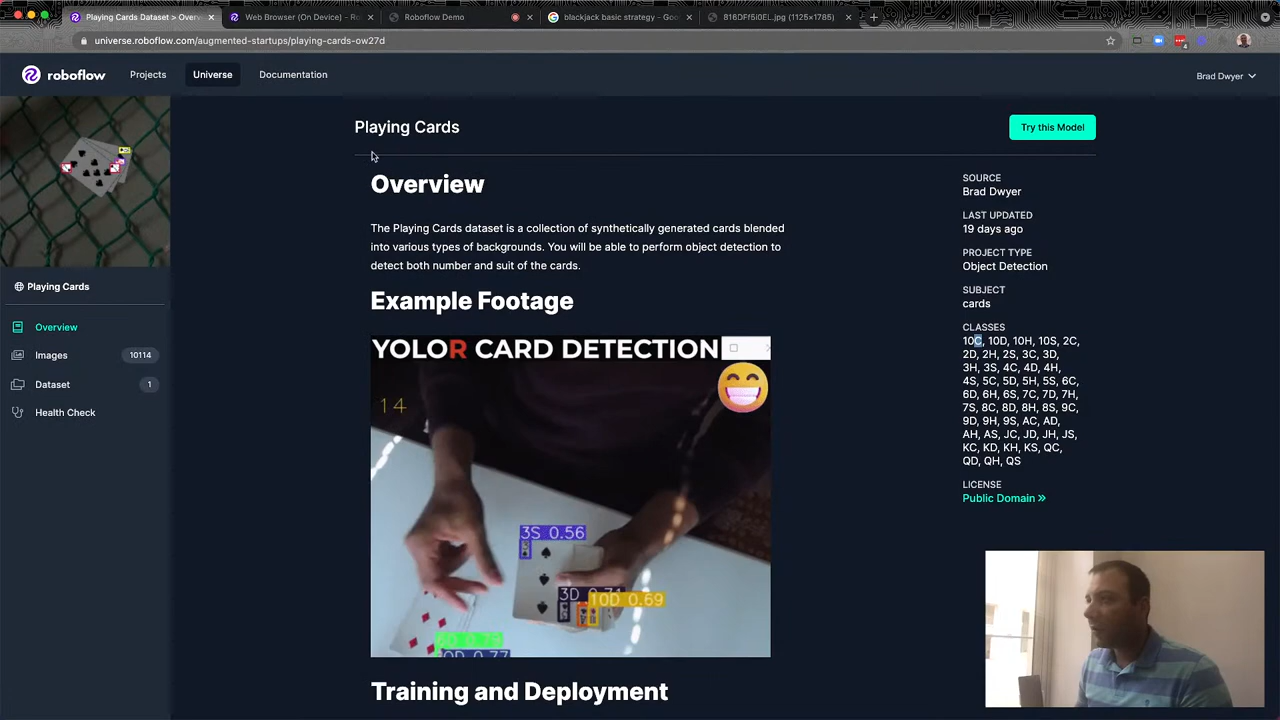 Playing Cards Dataset > Overv
Web Browser (On Device) - Ro
Roboflow Demo
blackjack basic strategy - Goo
816DFf5i0EL.jpg (1125×1785)
universe.roboflow.com/augmented-startups/playing-cards-ow27d
roboflow
Projects
Universe
Documentation
Brad Dwyer
Playing Cards
Overview
Images 10114
Dataset 1
Health Check
Playing Cards
Try this Model
Overview
The Playing Cards dataset is a collection of synthetically generated cards blended
into various types of backgrounds. You will be able to perform object detection to
detect both number and suit of the cards.
Example Footage
YOLOR CARD DETECTION
14
3S 0.56
3D 0.71
10D 0.69
0.77
Training and Deployment
SOURCE
Brad Dwyer
LAST UPDATED
19 days ago
PROJECT TYPE
Object Detection
SUBJECT
cards
CLASSES
10C, 10D, 10H, 10S, 2C,
2D, 2H, 2S, 3C, 3D,
3H, 3S, 4C, 4D, 4H,
4S, 5C, 5D, 5H, 5S, 6C,
6D, 6H, 6S, 7C, 7D, 7H,
7S, 8C, 8D, 8H, 8S, 9C,
9D, 9H, 9S, AC, AD,
AH, AS, JC, JD, JH, JS,
KC, KD, KH, KS, QC,
QD, QH, QS
LICENSE
Public Domain »